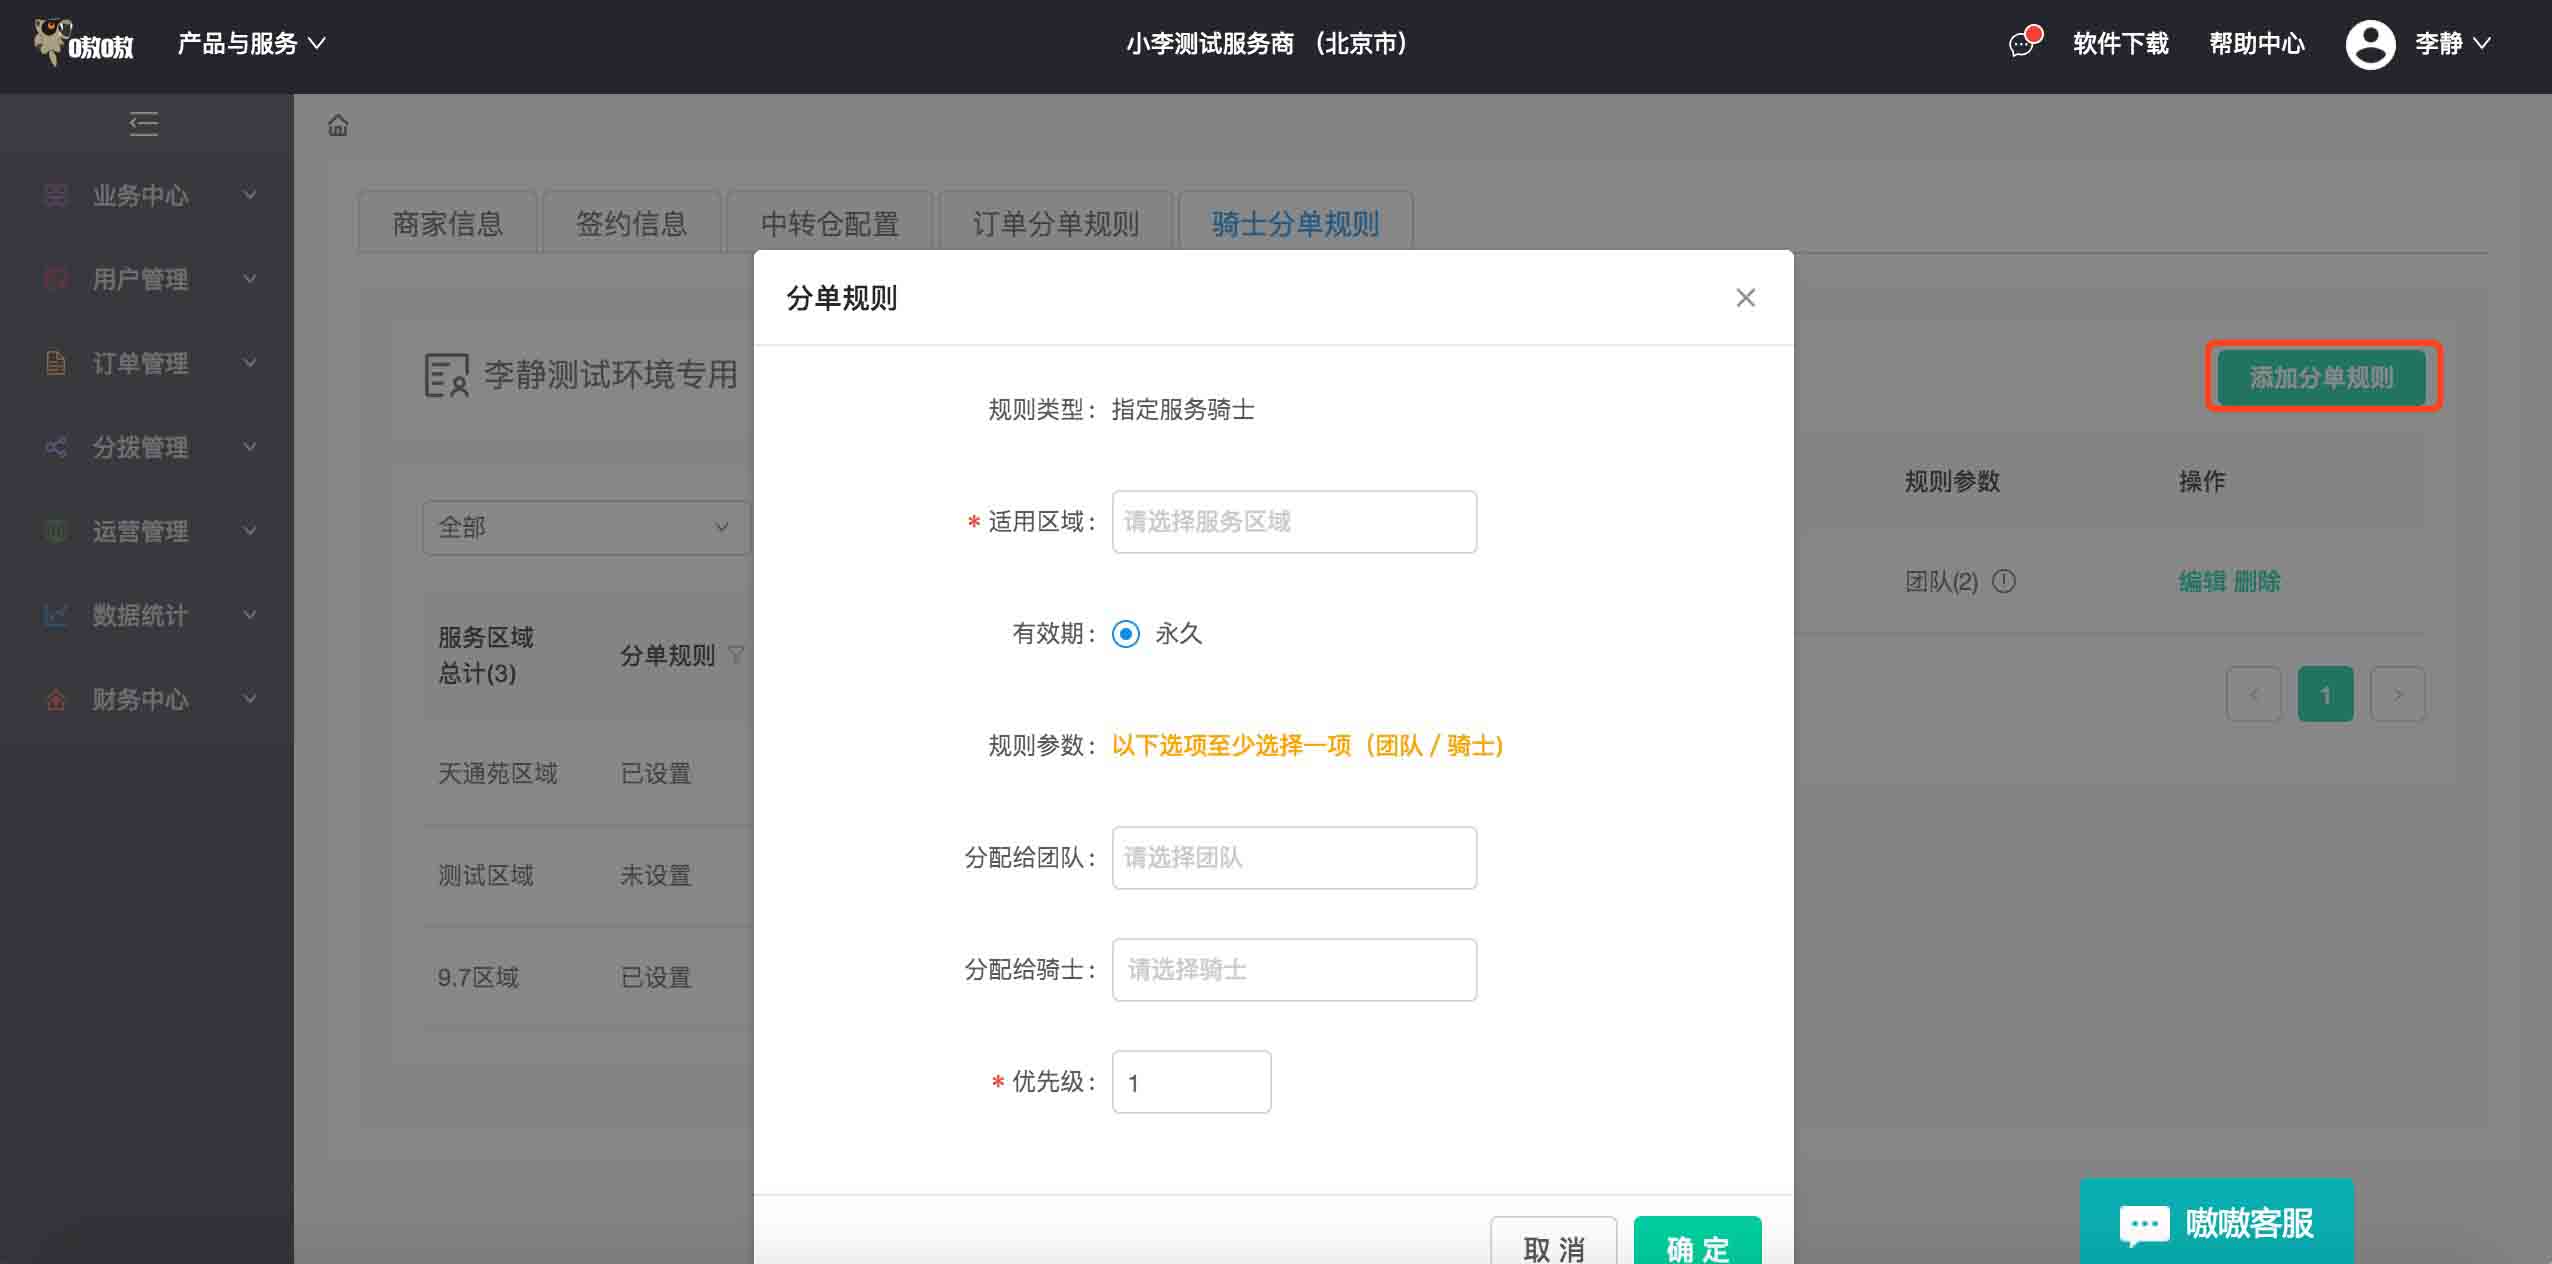 嗷嗷
产品与服务
小李测试服务商 （北京市）
软件下载
帮助中心
李静
业务中心
用户管理
订单管理
分拨管理
运营管理
数据统计
财务中心
商家信息
签约信息
中转仓配置
订单分单规则
骑士分单规则
李静测试环境专用
添加分单规则
全部
服务区域
总计(3)
分单规则
天通苑区域
已设置
测试区域
未设置
9.7区域
已设置
规则参数
操作
团队(2)
编辑 删除
1
分单规则
规则类型：指定服务骑士
* 适用区域：请选择服务区域
有效期：永久
规则参数：以下选项至少选择一项（团队 / 骑士)
分配给团队：请选择团队
分配给骑士：请选择骑士
* 优先级：1
取 消
确 定
嗷嗷客服